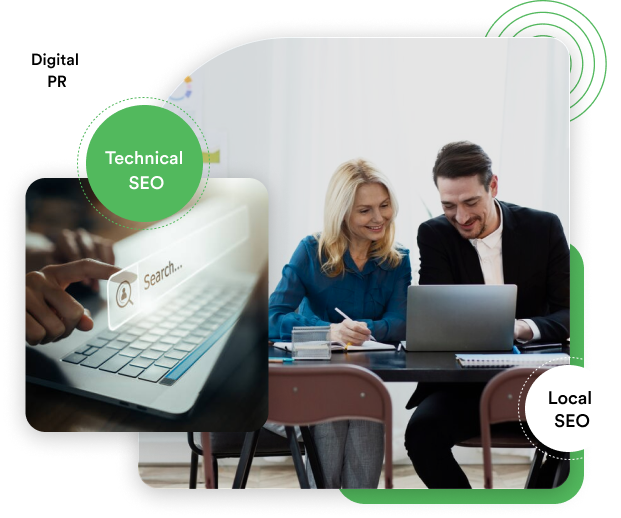 Digital
PR
Technical
SEO
Search...
Local
SEO